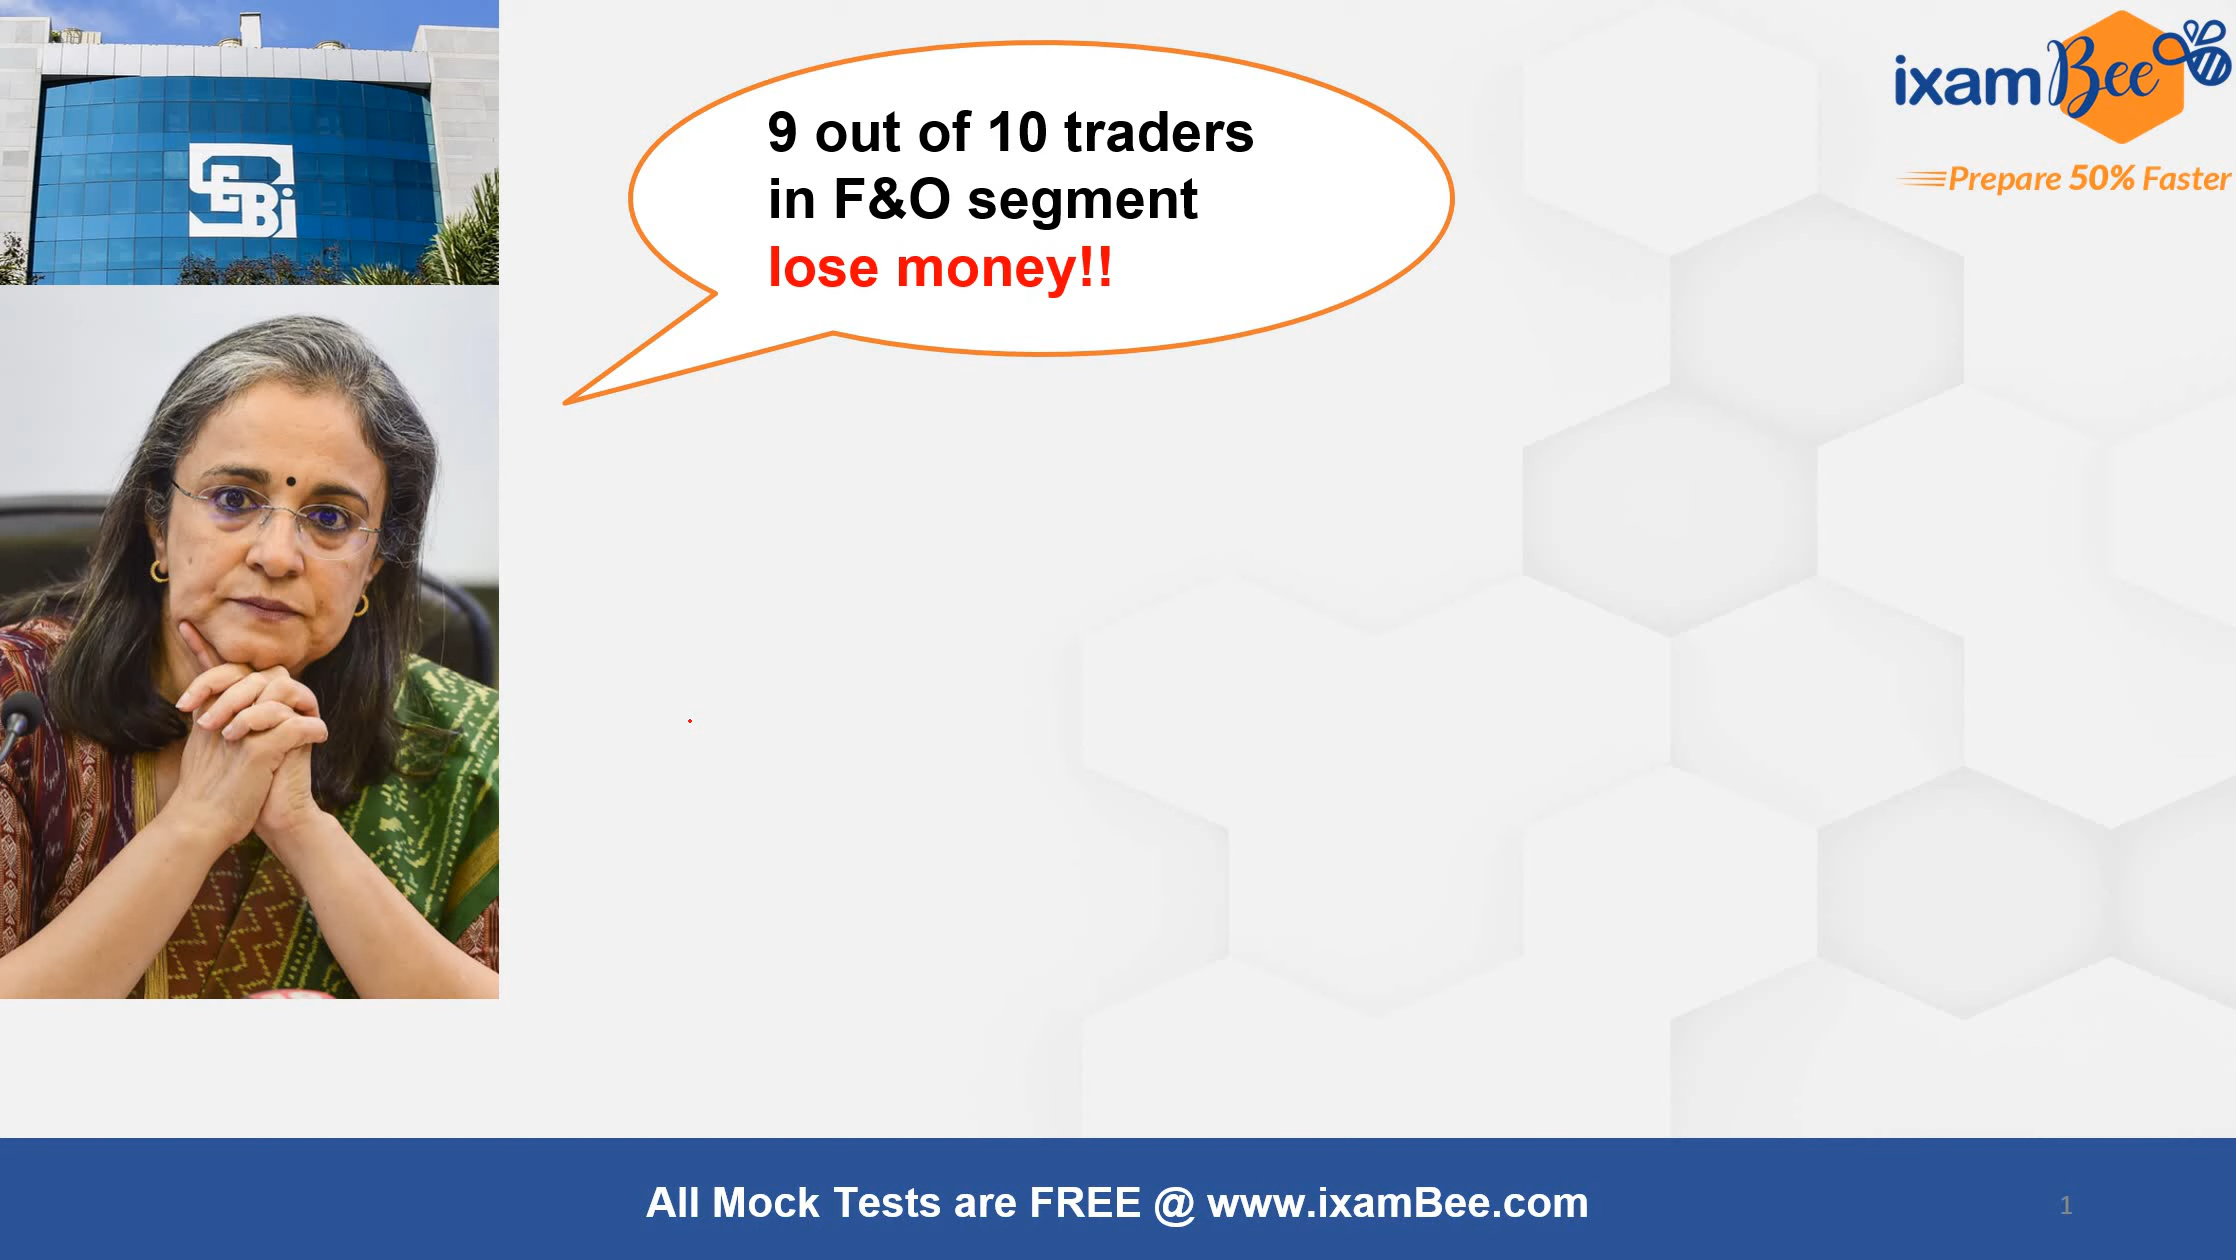 SEBI
9 out of 10 traders
in F&O segment
lose money!!
ixamBee
Prepare 50% Faster
All Mock Tests are FREE @ www.ixamBee.com
1